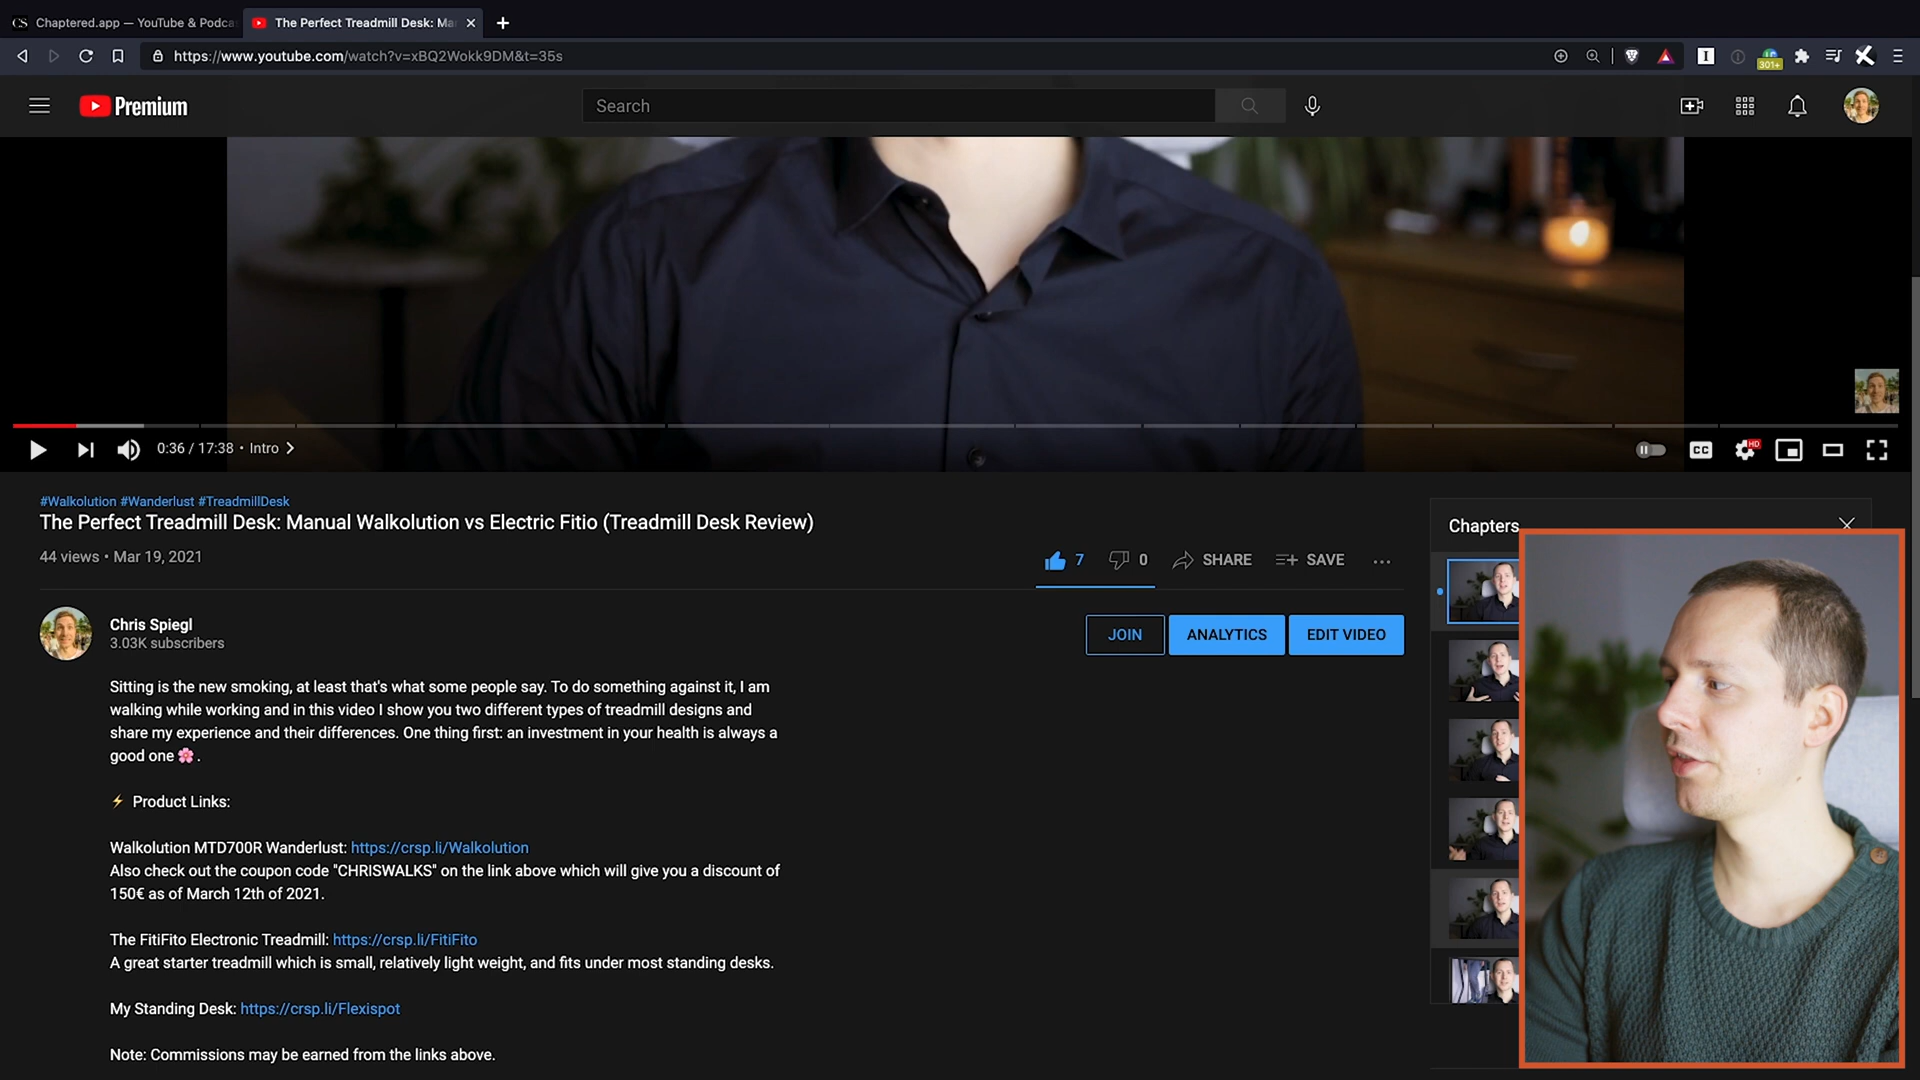 CS Chaptered.app — YouTube & Podca
The Perfect Treadmill Desk: Ma
https://www.youtube.com/watch?v=xBQ2Wokk9DM&t=35s
301+
Premium
Search
0:36 / 17:38 • Intro
CC
HD
#Walkolution #Wanderlust #TreadmillDesk
The Perfect Treadmill Desk: Manual Walkolution vs Electric Fitio (Treadmill Desk Review)
44 views • Mar 19, 2021
7
0
SHARE
SAVE
Chapters
Chris Spiegl
3.03K subscribers
JOIN
ANALYTICS
EDIT VIDEO
Sitting is the new smoking, at least that's what some people say. To do something against it, I am
walking while working and in this video I show you two different types of treadmill designs and
share my experience and their differences. One thing first: an investment in your health is always a
good one 🌸.
⚡ Product Links:
Walkolution MTD700R Wanderlust: https://crsp.li/Walkolution
Also check out the coupon code "CHRISWALKS" on the link above which will give you a discount of
150€ as of March 12th of 2021.
The FitiFito Electronic Treadmill: https://crsp.li/FitiFito
A great starter treadmill which is small, relatively light weight, and fits under most standing desks.
My Standing Desk: https://crsp.li/Flexispot
Note: Commissions may be earned from the links above.